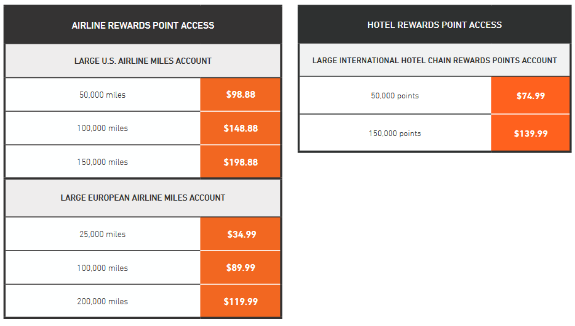 AIRLINE REWARDS POINT ACCESS
LARGE U.S. AIRLINE MILES ACCOUNT
50,000 miles $98.88
100,000 miles $148.88
150,000 miles $198.88
LARGE EUROPEAN AIRLINE MILES ACCOUNT
25,000 miles $34.99
100,000 miles $89.99
200,000 miles $119.99
HOTEL REWARDS POINT ACCESS
LARGE INTERNATIONAL HOTEL CHAIN REWARDS POINTS ACCOUNT
50,000 points $74.99
150,000 points $139.99